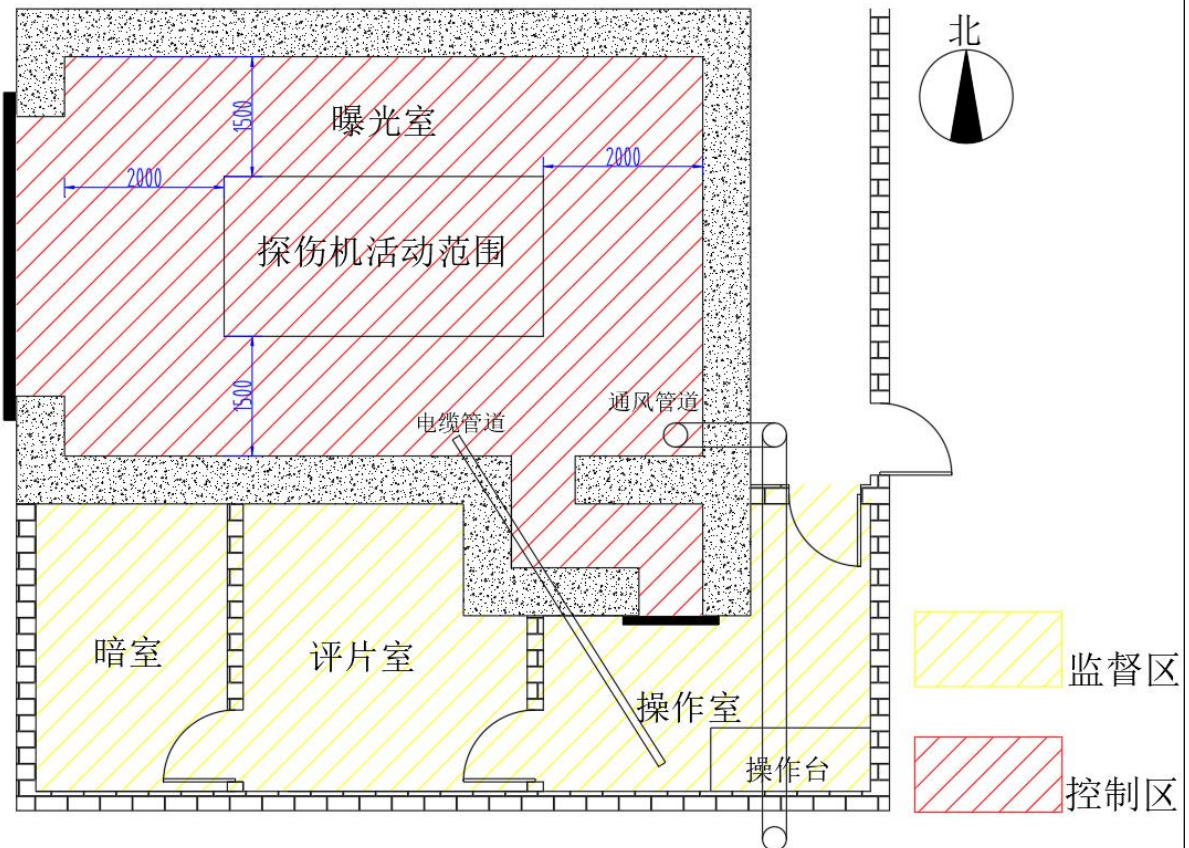 北
曝光室
1500
2000
2000
探伤机活动范围
1500
电缆管道
通风管道
暗室
评片室
操作室
操作台
监督区
控制区